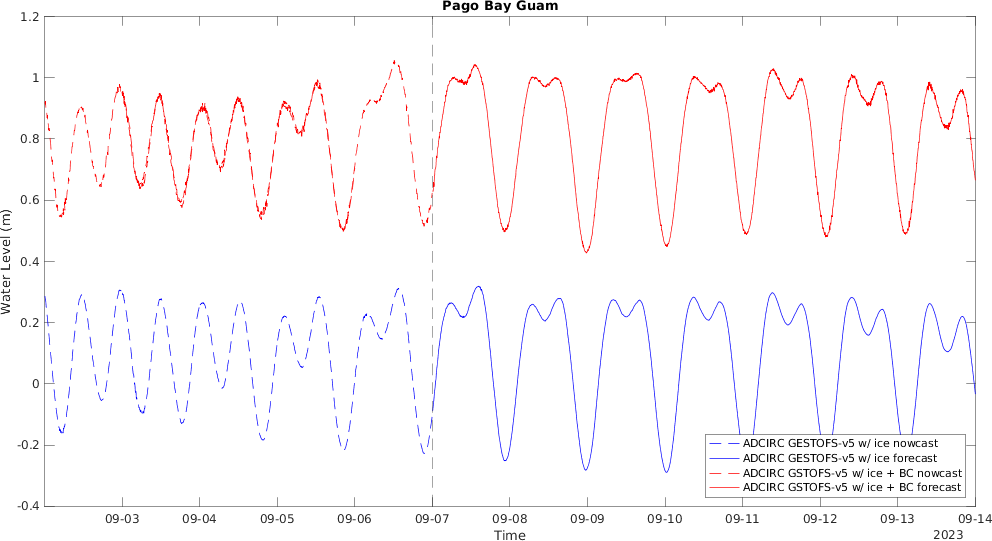 Pago Bay Guam
1.2
1
0.8
0.6
0.4
0.2
0
-0.2
-0.4
Water Level (m)
ADCIRC GESTOFS-v5 w/ ice nowcast
ADCIRC GESTOFS-v5 w/ ice forecast
ADCIRC GSTOFS-v5 w/ ice + BC nowcast
ADCIRC GSTOFS-v5 w/ ice + BC forecast
09-03 09-04 09-05 09-06 09-07 09-08 09-09 09-10 09-11 09-12 09-13 09-14
Time
2023